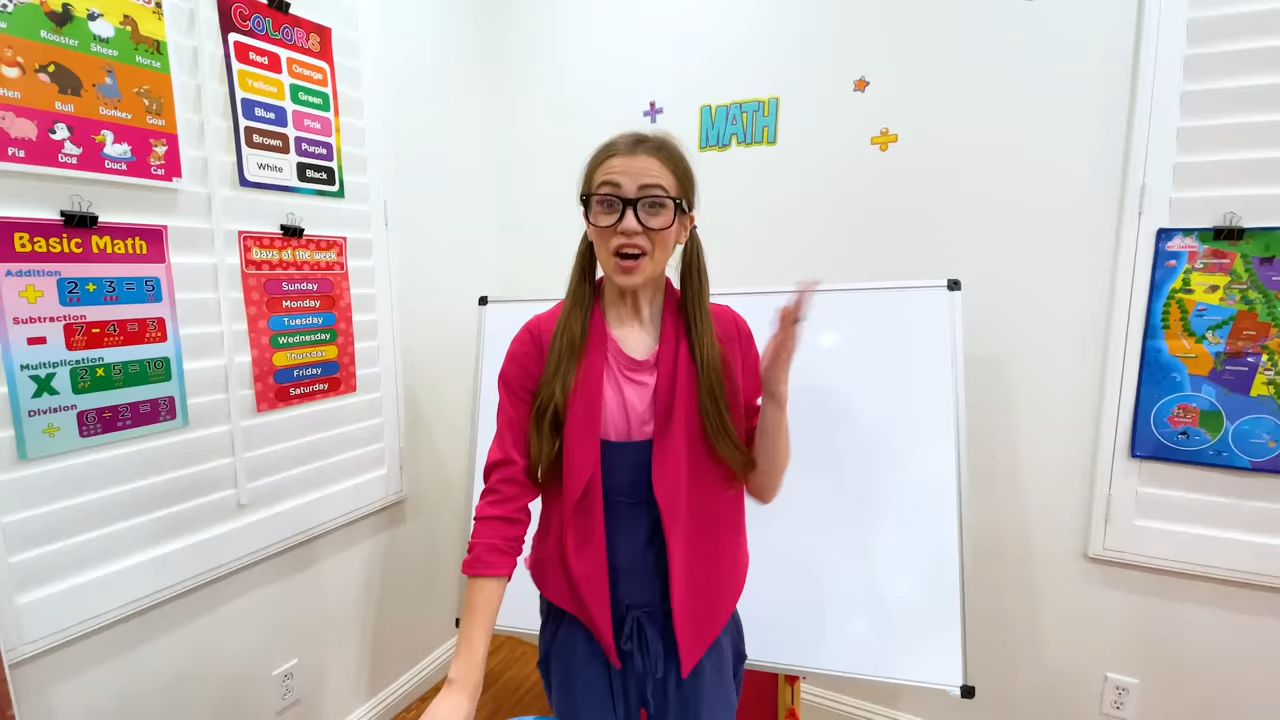 Rooster Sheep Horse
Hen Bull Donkey Goat
Pig Dog Duck Cat
COLORS
Red Orange
Yellow Green
Blue Pink
Brown Purple
White Black
Basic Math
Addition
+ 2 + 3 = 5
Subtraction
- 7 - 4 = 3
Multiplication
X 2 x 5 = 10
Division
÷ 6 ÷ 2 = 3
Days of the week
Sunday
Monday
Tuesday
Wednesday
Thursday
Friday
Saturday
MATH